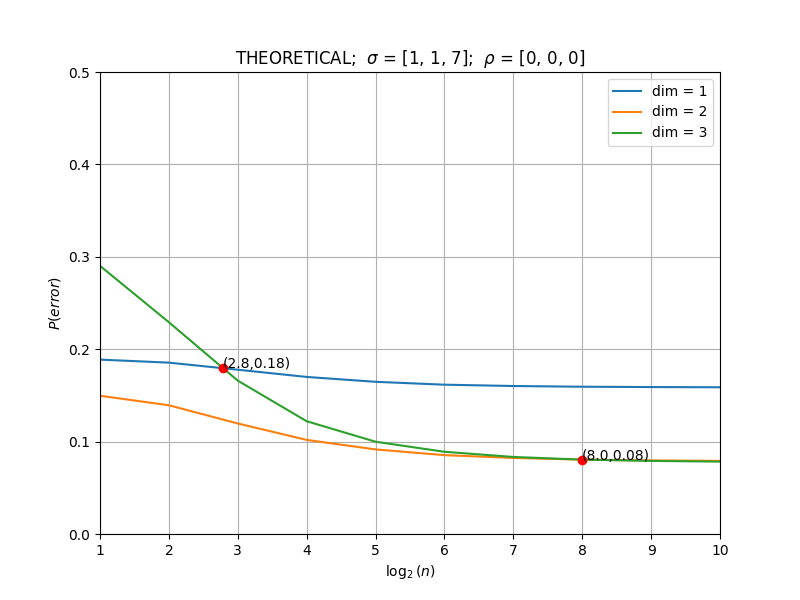 THEORETICAL; σ = [1, 1, 7]; ρ = [0, 0, 0]
0.5
dim = 1
dim = 2
dim = 3
0.4
0.3
P(error)
0.2
(2.8,0.18)
0.1
(8.0,0.08)
0.0
1 2 3 4 5 6 7 8 9 10
log₂(n)